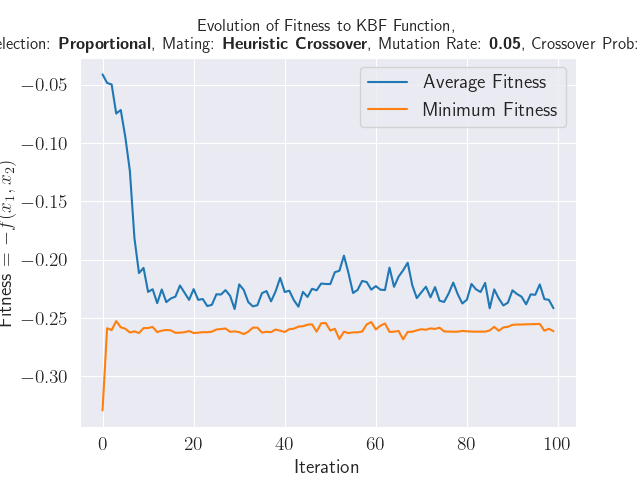 Evolution of Fitness to KBF Function,
election: Proportional, Mating: Heuristic Crossover, Mutation Rate: 0.05, Crossover Prob:
Average Fitness
Minimum Fitness
−0.05
−0.10
−0.15
−0.20
−0.25
−0.30
Fitness = −f(x₁, x₂)
0 20 40 60 80 100
Iteration